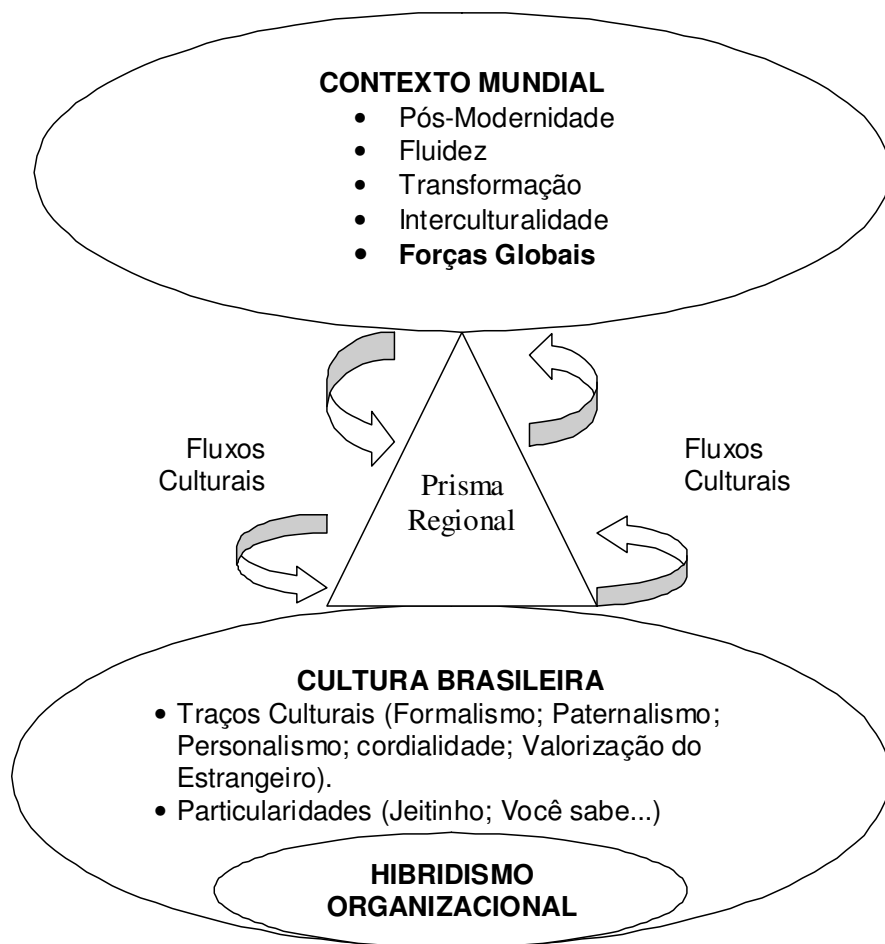 CONTEXTO MUNDIAL
• Pós-Modernidade
• Fluidez
• Transformação
• Interculturalidade
• Forças Globais
Fluxos
Culturais
Prisma
Regional
Fluxos
Culturais
CULTURA BRASILEIRA
• Traços Culturais (Formalismo; Paternalismo;
Personalismo; cordialidade; Valorização do
Estrangeiro).
• Particularidades (Jeitinho; Você sabe...)
HIBRIDISMO
ORGANIZACIONAL